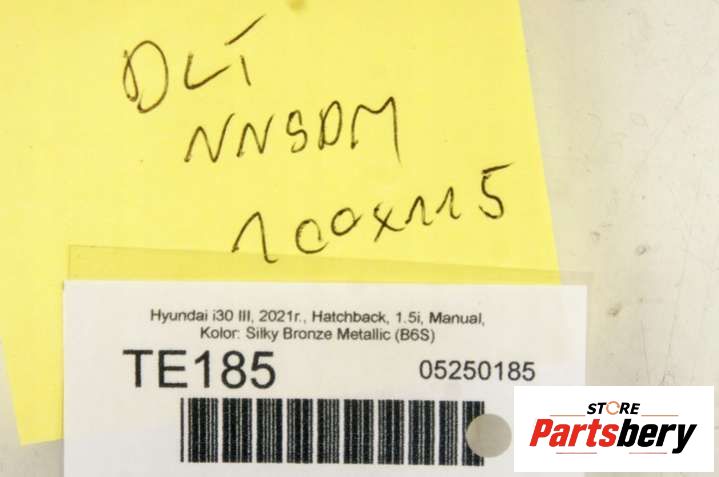 DLT
NNSDM
100x115
Hyundai i30 III, 2021r., Hatchback, 1.5i, Manual,
Kolor: Silky Bronze Metallic (B6S)
TE185 05250185
STORE
Partsbery